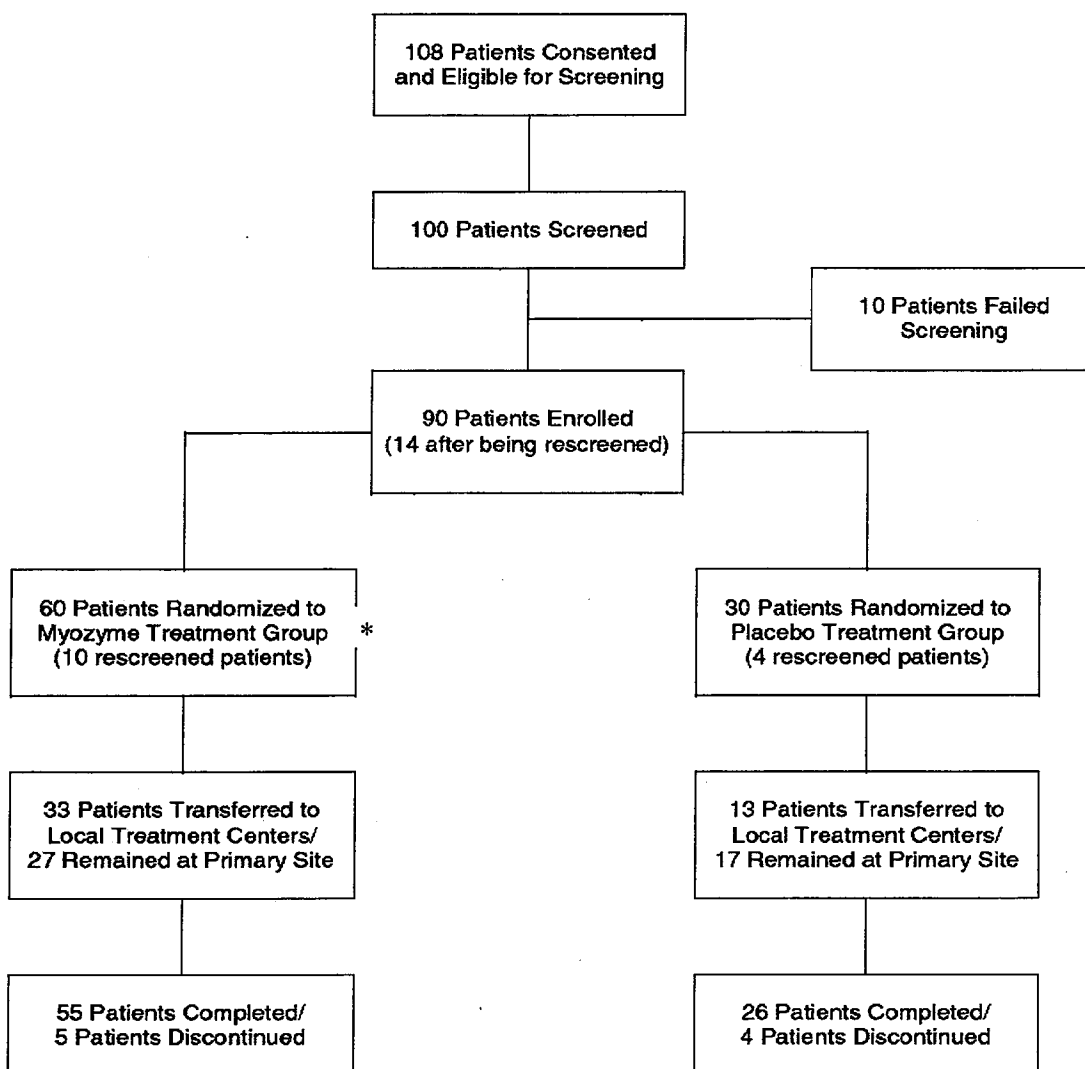 108 Patients Consented
and Eligible for Screening
100 Patients Screened
10 Patients Failed
Screening
90 Patients Enrolled
(14 after being rescreened)
60 Patients Randomized to
Myozyme Treatment Group
(10 rescreened patients)
*
30 Patients Randomized to
Placebo Treatment Group
(4 rescreened patients)
33 Patients Transferred to
Local Treatment Centers/
27 Remained at Primary Site
13 Patients Transferred to
Local Treatment Centers/
17 Remained at Primary Site
55 Patients Completed/
5 Patients Discontinued
26 Patients Completed/
4 Patients Discontinued